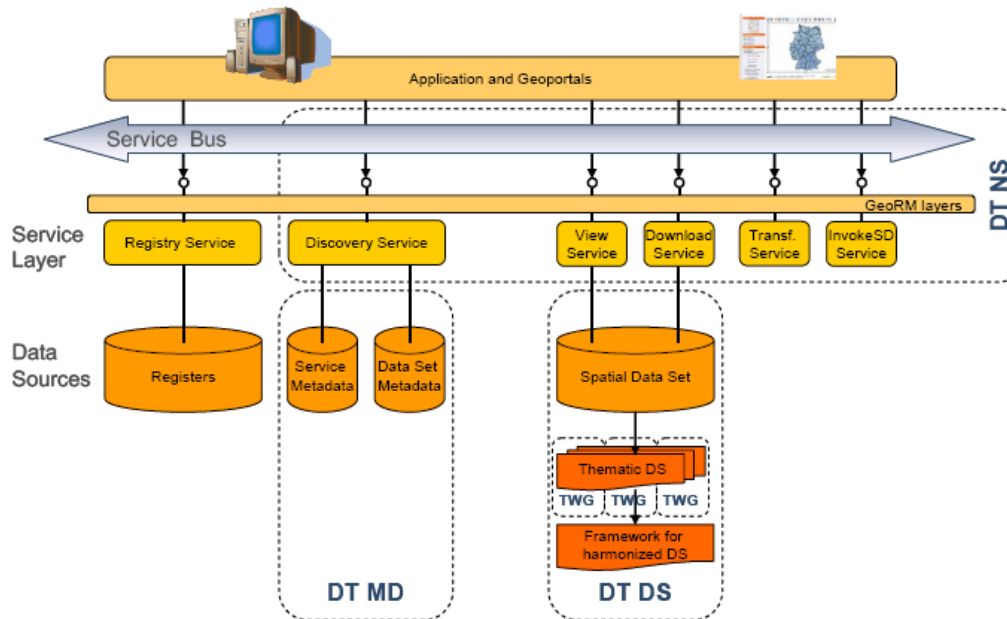 Application and Geoportals
Service Bus
DT NS
GeoRM layers
Service
Layer
Registry Service
Discovery Service
View
Service
Download
Service
Transf.
Service
InvokeSD
Service
Data
Sources
Registers
Service
Metadata
Data Set
Metadata
Spatial Data Set
Thematic DS
TWG
TWG
TWG
Framework for
harmonized DS
DT MD
DT DS